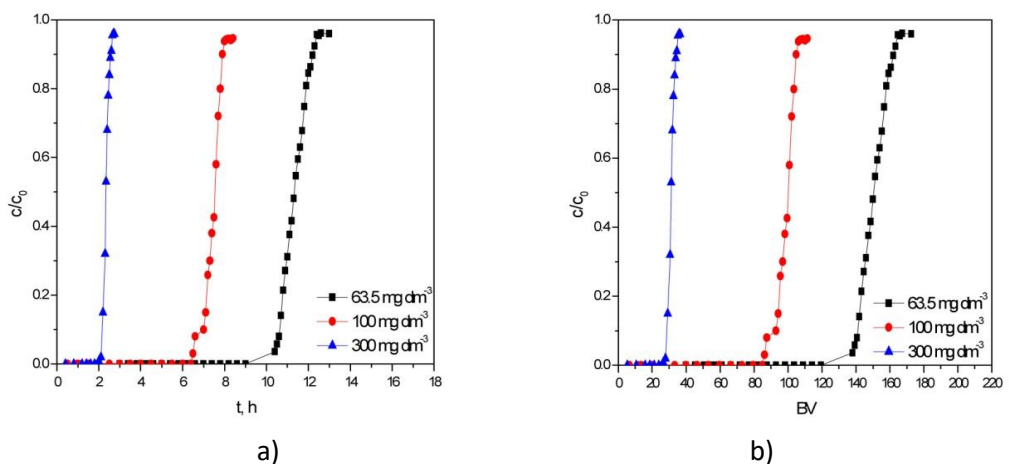 1.0
0.8
0.6
0.4
0.2
0.0
c/c₀
0 2 4 6 8 10 12 14 16 18
t, h
63.5 mg dm⁻³
100 mg dm⁻³
300 mg dm⁻³
a)
1.0
0.8
0.6
0.4
0.2
0.0
c/c₀
0 20 40 60 80 100 120 140 160 180 200 220
BV
63.5 mg dm⁻³
100 mg dm⁻³
300 mg dm⁻³
b)